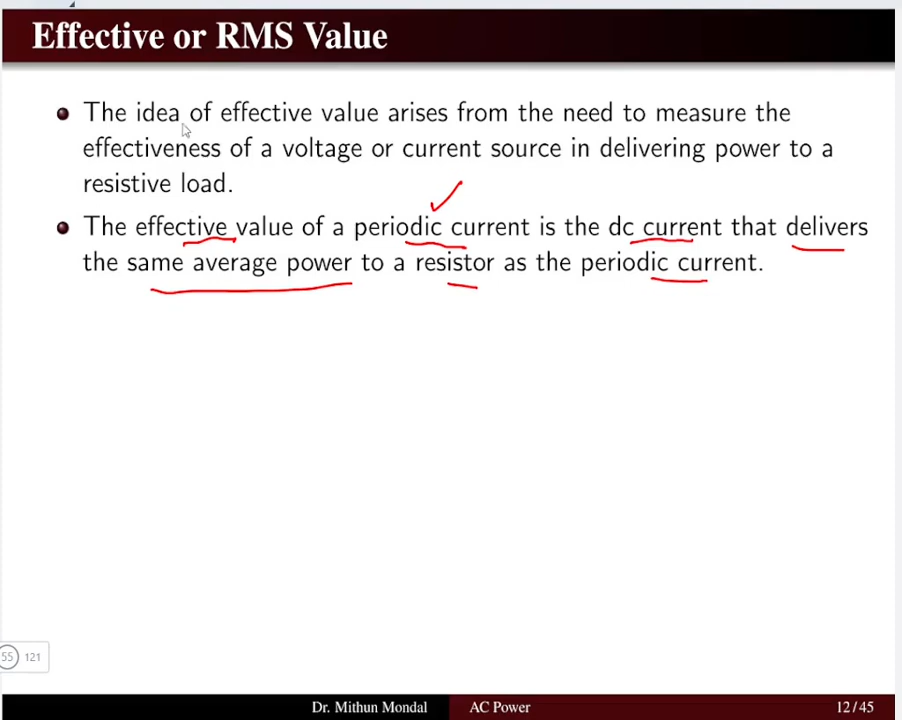 Effective or RMS Value
The idea of effective value arises from the need to measure the
effectiveness of a voltage or current source in delivering power to a
resistive load.
The effective value of a periodic current is the dc current that delivers
the same average power to a resistor as the periodic current.
55 121
Dr. Mithun Mondal AC Power 12/45